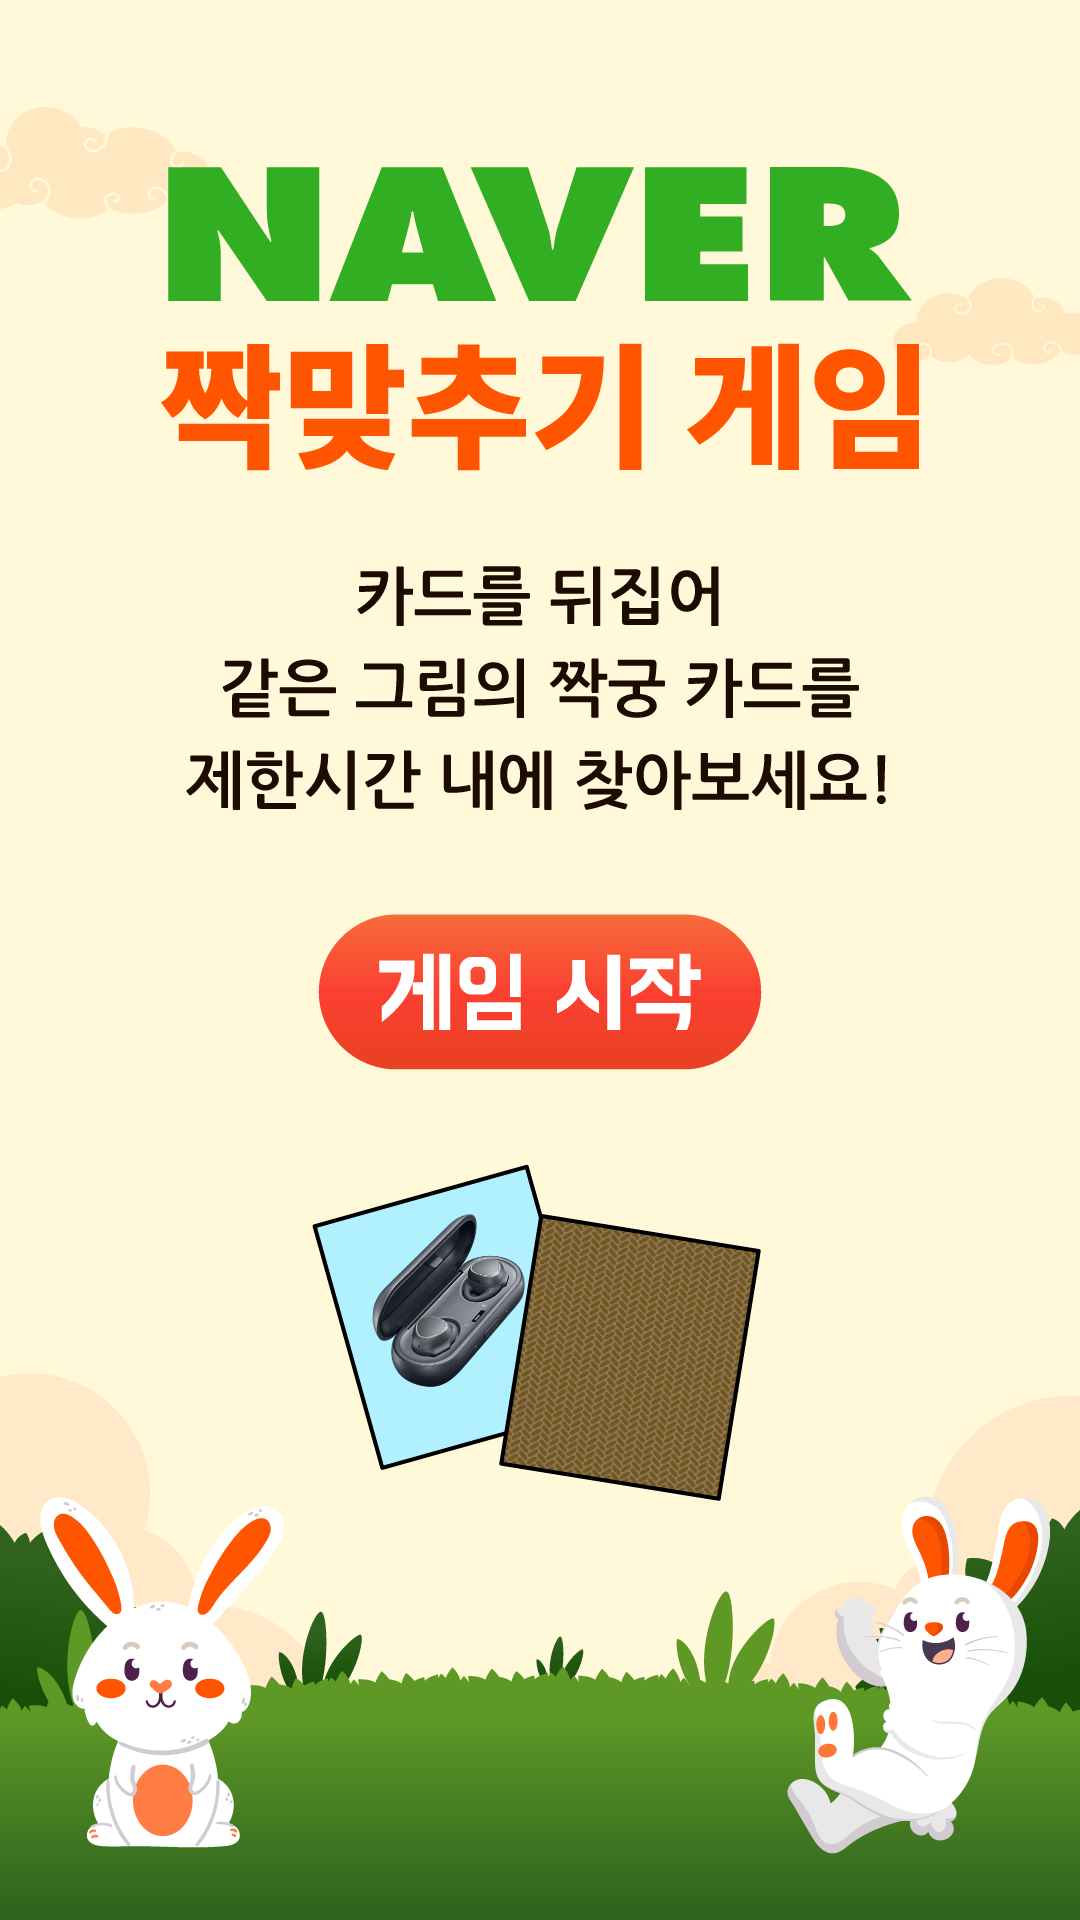 NAVER
짝맞추기 게임
카드를 뒤집어
같은 그림의 짝궁 카드를
제한시간 내에 찾아보세요!
게임 시작